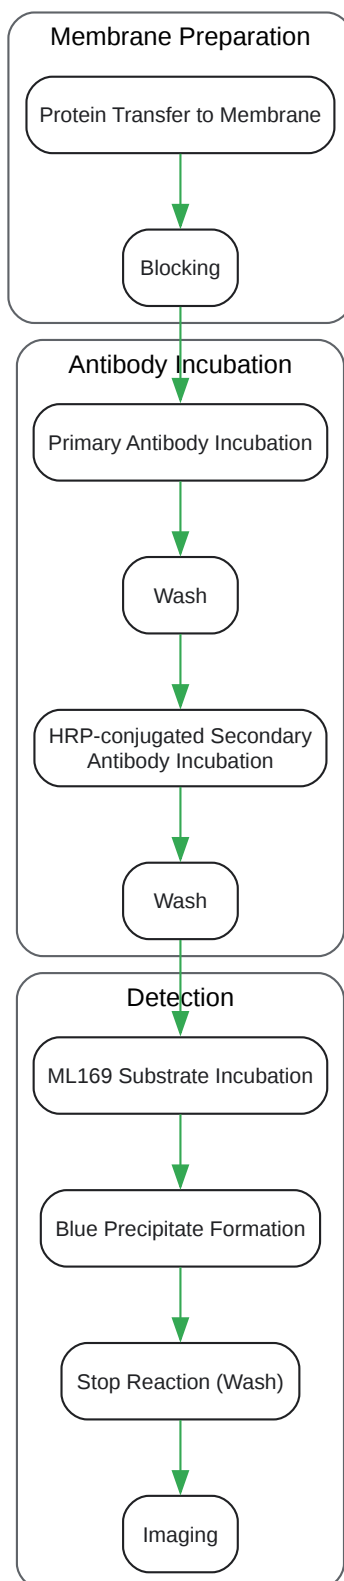 Membrane Preparation
Protein Transfer to Membrane
Blocking
Antibody Incubation
Primary Antibody Incubation
Wash
HRP-conjugated Secondary
Antibody Incubation
Wash
Detection
ML169 Substrate Incubation
Blue Precipitate Formation
Stop Reaction (Wash)
Imaging